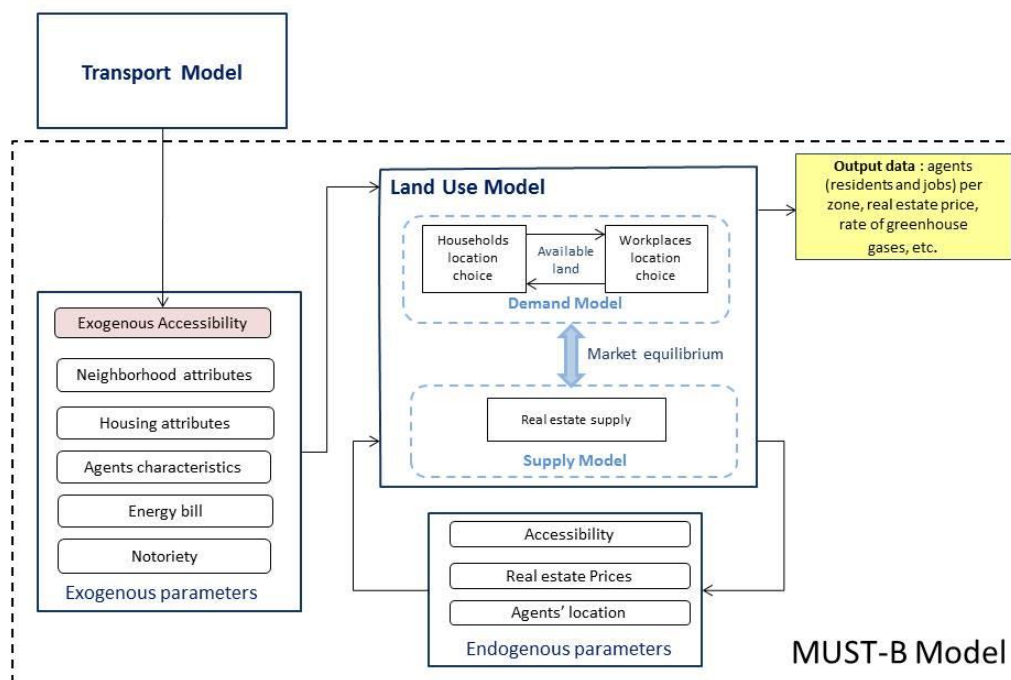 Transport Model
Output data : agents
(residents and jobs) per
zone, real estate price,
rate of greenhouse
gases, etc.
Land Use Model
Households
location
choice
Available
land
Workplaces
location
choice
Demand Model
Market equilibrium
Real estate supply
Supply Model
Exogenous Accessibility
Neighborhood attributes
Housing attributes
Agents characteristics
Energy bill
Notoriety
Exogenous parameters
Accessibility
Real estate Prices
Agents' location
Endogenous parameters
MUST-B Model